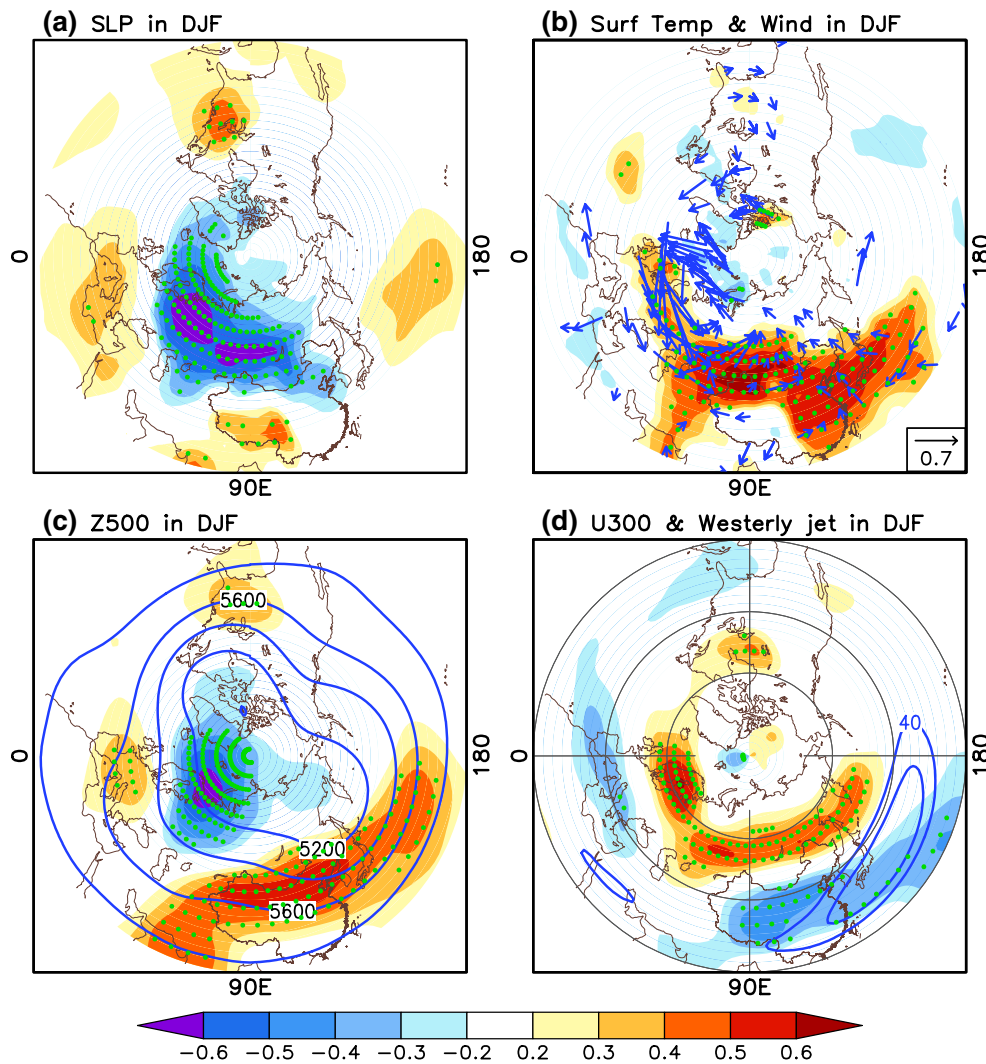 (a) SLP in DJF
(b) Surf Temp & Wind in DJF
0
180
0
180
0.7
90E
90E
(c) Z500 in DJF
(d) U300 & Westerly jet in DJF
5600
40
0
180
0
180
5200
5600
90E
90E
−0.6 −0.5 −0.4 −0.3 −0.2 0.2 0.3 0.4 0.5 0.6